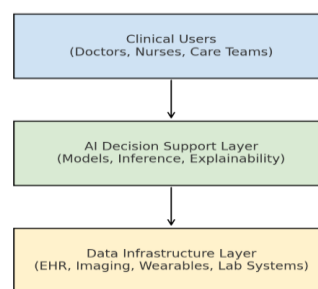 Clinical Users
(Doctors, Nurses, Care Teams)
AI Decision Support Layer
(Models, Inference, Explainability)
Data Infrastructure Layer
(EHR, Imaging, Wearables, Lab Systems)